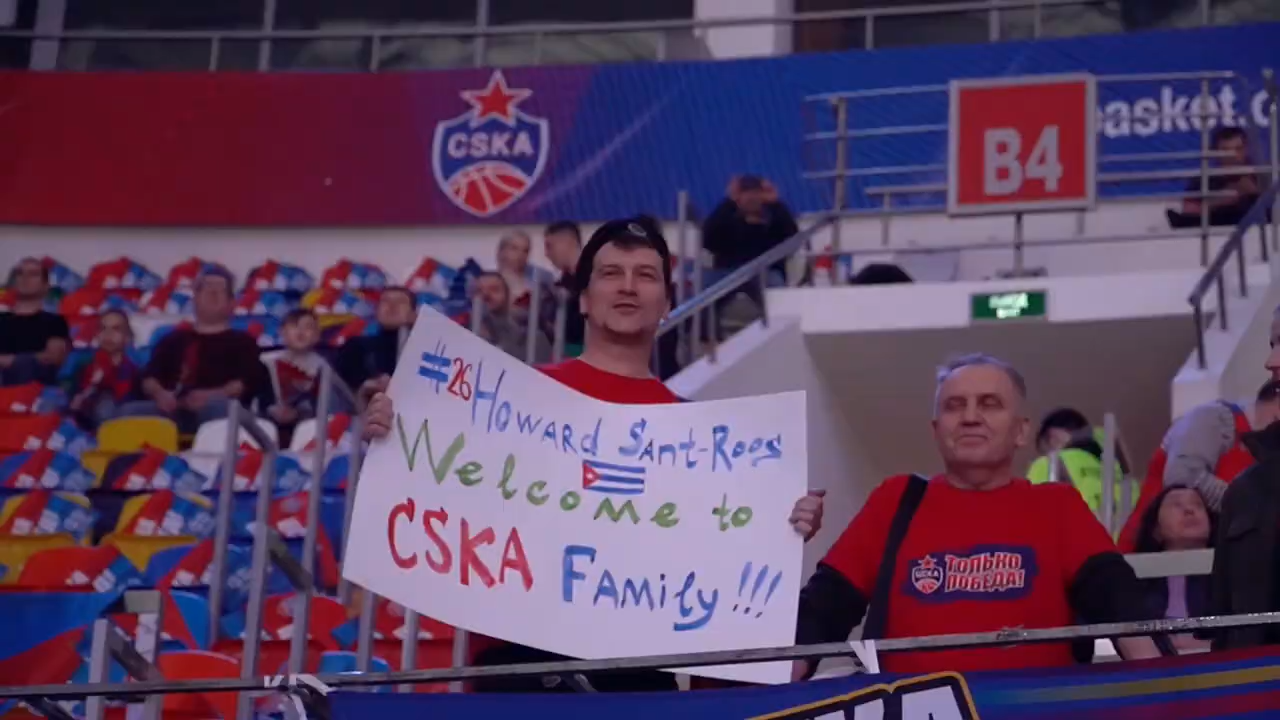 CSKA
B4
basket.
#26 Howard Sant-Roos
Welcome to
CSKA Family!!!
CSKA
ТОЛЬКО
ПОБЕДА!